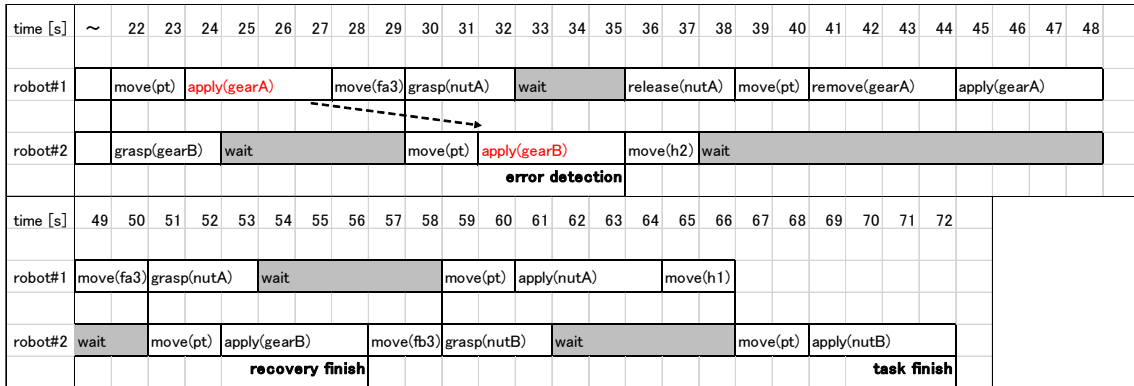 time [s] ~ 22 23 24 25 26 27 28 29 30 31 32 33 34 35 36 37 38 39 40 41 42 43 44 45 46 47 48
robot#1 move(pt) apply(gearA) move(fa3) grasp(nutA) wait release(nutA) move(pt) remove(gearA) apply(gearA)
robot#2 grasp(gearB) wait move(pt) apply(gearB) move(h2) wait
error detection
time [s] 49 50 51 52 53 54 55 56 57 58 59 60 61 62 63 64 65 66 67 68 69 70 71 72
robot#1 move(fa3) grasp(nutA) wait move(pt) apply(nutA) move(h1)
robot#2 wait move(pt) apply(gearB) move(fb3) grasp(nutB) wait move(pt) apply(nutB)
recovery finish task finish